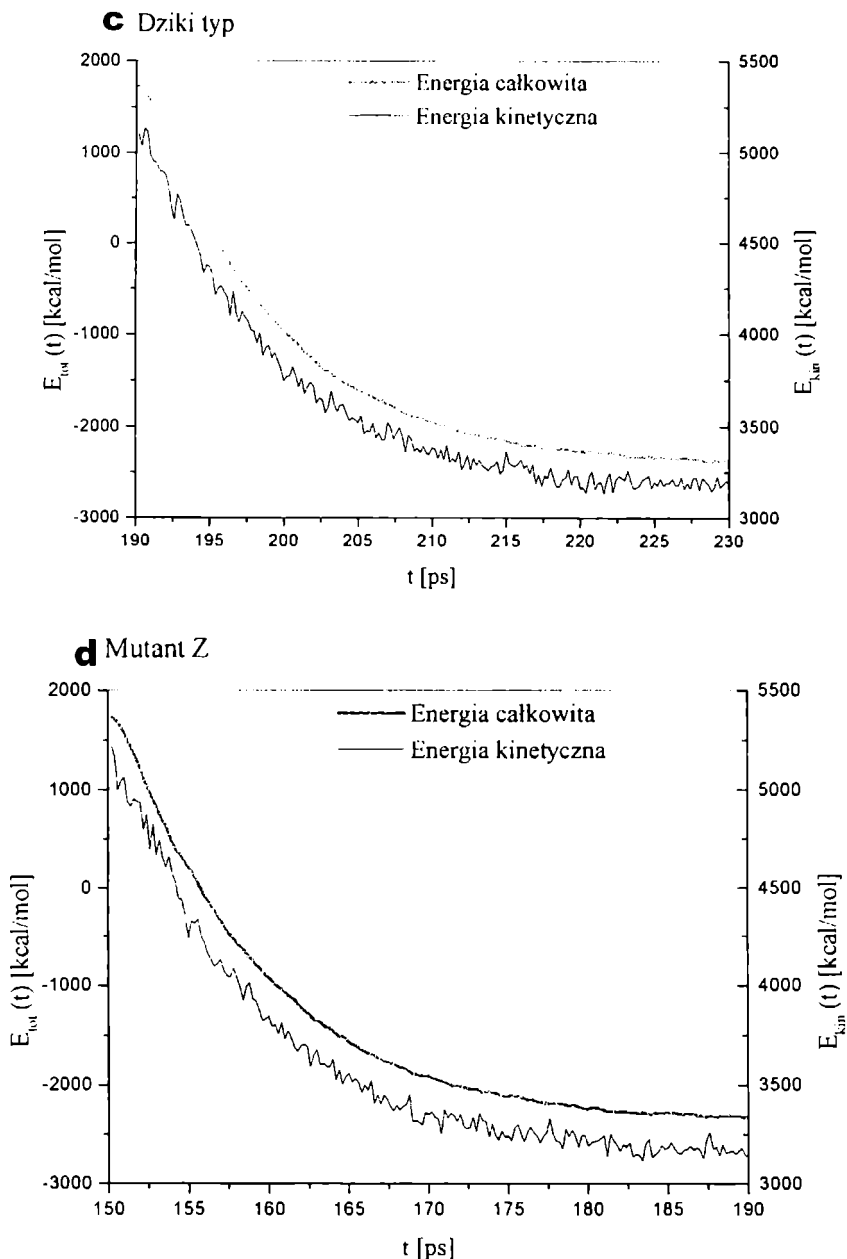 c Dziki typ
Energia całkowita
Energia kinetyczna
2000
1000
0
-1000
-2000
-3000
E_tot (t) [kcal/mol]
5500
5000
4500
4000
3500
3000
E_kin (t) [kcal/mol]
190 195 200 205 210 215 220 225 230
t [ps]
d Mutant Z
Energia całkowita
Energia kinetyczna
2000
1000
0
-1000
-2000
-3000
E_tot (t) [kcal/mol]
5500
5000
4500
4000
3500
3000
E_kin (t) [kcal/mol]
150 155 160 165 170 175 180 185 190
t [ps]